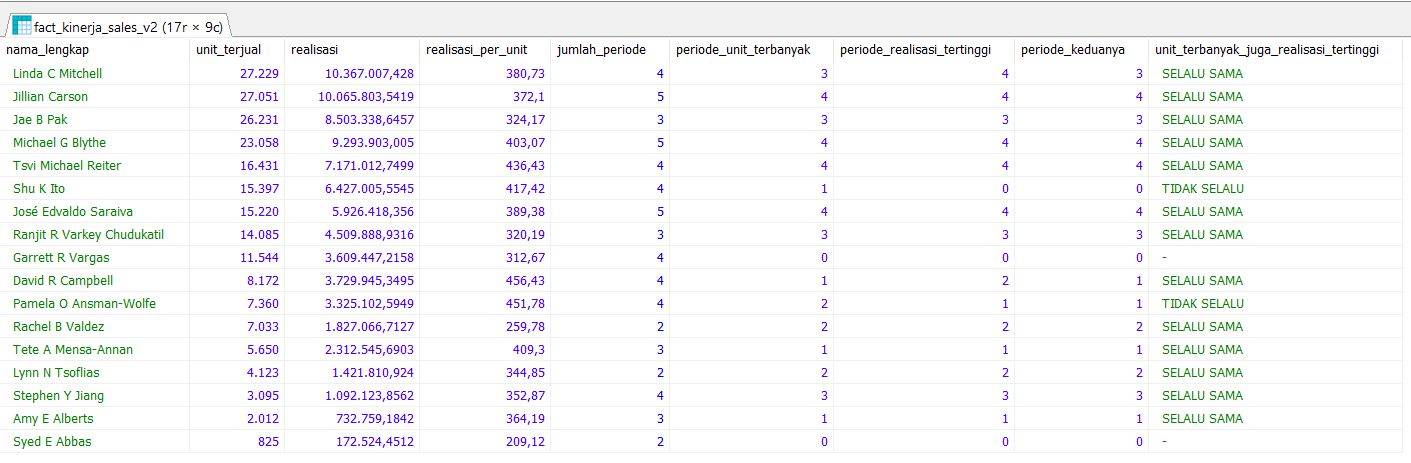 fact_kinerja_sales_v2 (17r × 9c)
nama_lengkap unit_terjual realisasi realisasi_per_unit jumlah_periode periode_unit_terbanyak periode_realisasi_tertinggi periode_keduanya unit_terbanyak_juga_realisasi_tertinggi
Linda C Mitchell 27.229 10.367.007,428 380,73 4 3 4 3 SELALU SAMA
Jillian Carson 27.051 10.065.803,5419 372,1 5 4 4 4 SELALU SAMA
Jae B Pak 26.231 8.503.338,6457 324,17 3 3 3 3 SELALU SAMA
Michael G Blythe 23.058 9.293.903,005 403,07 5 4 4 4 SELALU SAMA
Tsvi Michael Reiter 16.431 7.171.012,7499 436,43 4 4 4 4 SELALU SAMA
Shu K Ito 15.397 6.427.005,5545 417,42 4 1 0 0 TIDAK SELALU
José Edvaldo Saraiva 15.220 5.926.418,356 389,38 5 4 4 4 SELALU SAMA
Ranjit R Varkey Chudukatil 14.085 4.509.888,9316 320,19 3 3 3 3 SELALU SAMA
Garrett R Vargas 11.544 3.609.447,2158 312,67 4 0 0 0 -
David R Campbell 8.172 3.729.945,3495 456,43 4 1 2 1 SELALU SAMA
Pamela O Ansman-Wolfe 7.360 3.325.102,5949 451,78 4 2 1 1 TIDAK SELALU
Rachel B Valdez 7.033 1.827.066,7127 259,78 2 2 2 2 SELALU SAMA
Tete A Mensa-Annan 5.650 2.312.545,6903 409,3 3 1 1 1 SELALU SAMA
Lynn N Tsoflias 4.123 1.421.810,924 344,85 2 2 2 2 SELALU SAMA
Stephen Y Jiang 3.095 1.092.123,8562 352,87 4 3 3 3 SELALU SAMA
Amy E Alberts 2.012 732.759,1842 364,19 3 1 1 1 SELALU SAMA
Syed E Abbas 825 172.524,4512 209,12 2 0 0 0 -